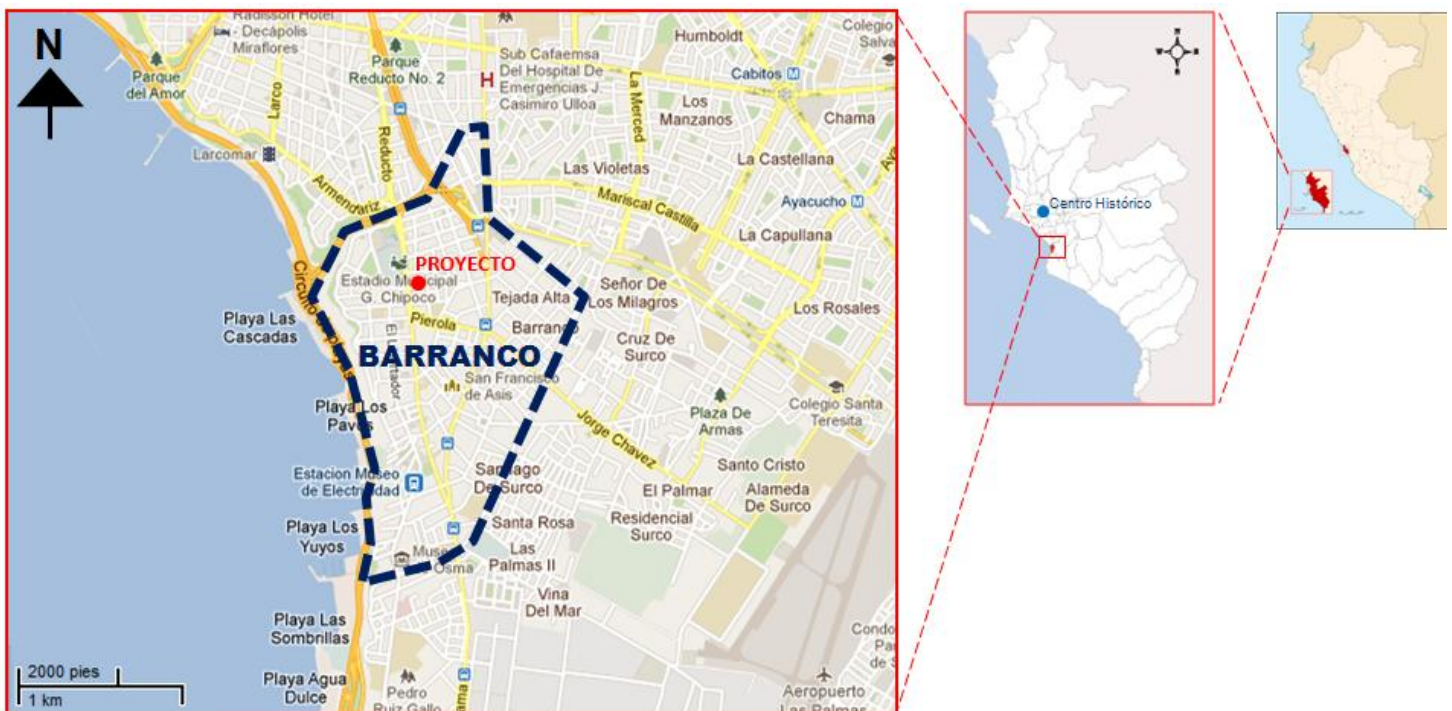 Radisson Hotel
- Decápolis
Miraflores
N
Parque
del Amor
Parque
Reducto No. 2
H
Sub Cafaemsa
Del Hospital De
Emergencias J.
Casimiro Ulloa
Humboldt
Colegio
Salva
Cabitos M
La Merced
Los
Manzanos
Chama
Larco
Larcomar
Reducto
Armendariz
Las Violetas
La Castellana
Mariscal Castilla
Ayacucho M
La Capullana
PROYECTO
Estadio Municipal
G. Chipoco
Tejada Alta
Señor De
Los Milagros
Los Rosales
Playa Las
Cascadas
Pierola
Barranco
Cruz De
Surco
BARRANCO
San Francisco
de Asis
Playa Los
Pavos
Plaza De
Armas
Colegio Santa
Teresita
Jorge Chavez
Estacion Museo
de Electricidad
Santiago
De Surco
Santo Cristo
El Palmar
Alameda
De Surco
Residencial
Surco
Playa Los
Yuyos
Santa Rosa
Las
Palmas II
Vina
Del Mar
Playa Las
Sombrillas
2000 pies
1 km
Playa Agua
Dulce
Pedro
Ruiz Gallo
Aeropuerto
Las Palmas
Centro Histórico